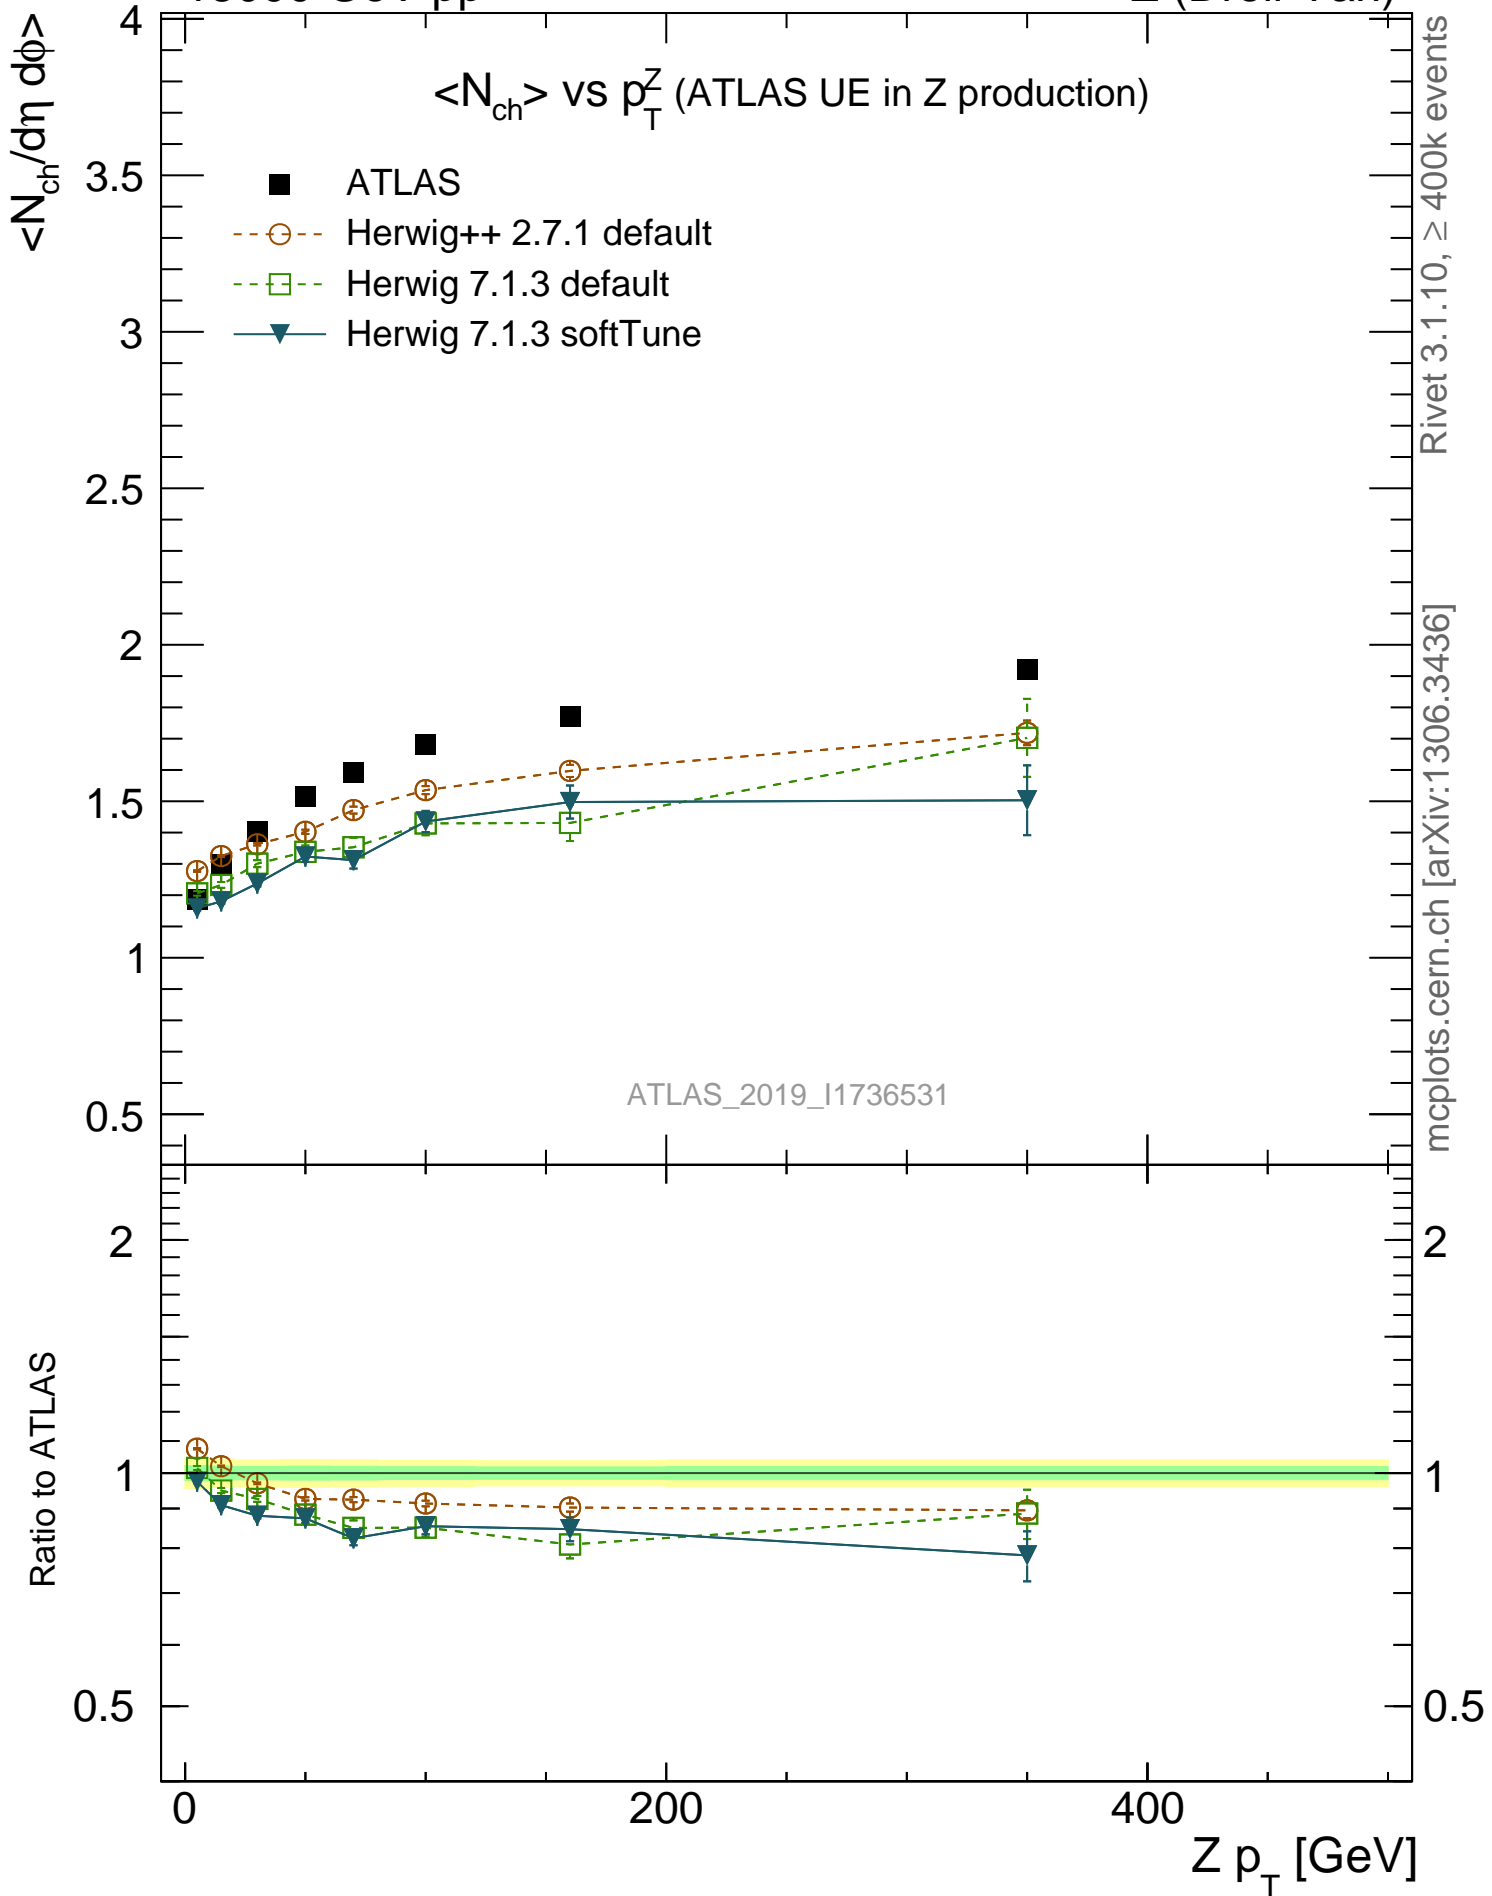 <N_ch/dη dϕ>
<N_ch> vs p_T^Z (ATLAS UE in Z production)
ATLAS
Herwig++ 2.7.1 default
Herwig 7.1.3 default
Herwig 7.1.3 softTune
4
3.5
3
2.5
2
1.5
1
0.5
ATLAS_2019_I1736531
Rivet 3.1.10, ≥ 400k events
mcplots.cern.ch [arXiv:1306.3436]
Ratio to ATLAS
2
1
0.5
2
1
0.5
0
200
400
Z p_T [GeV]